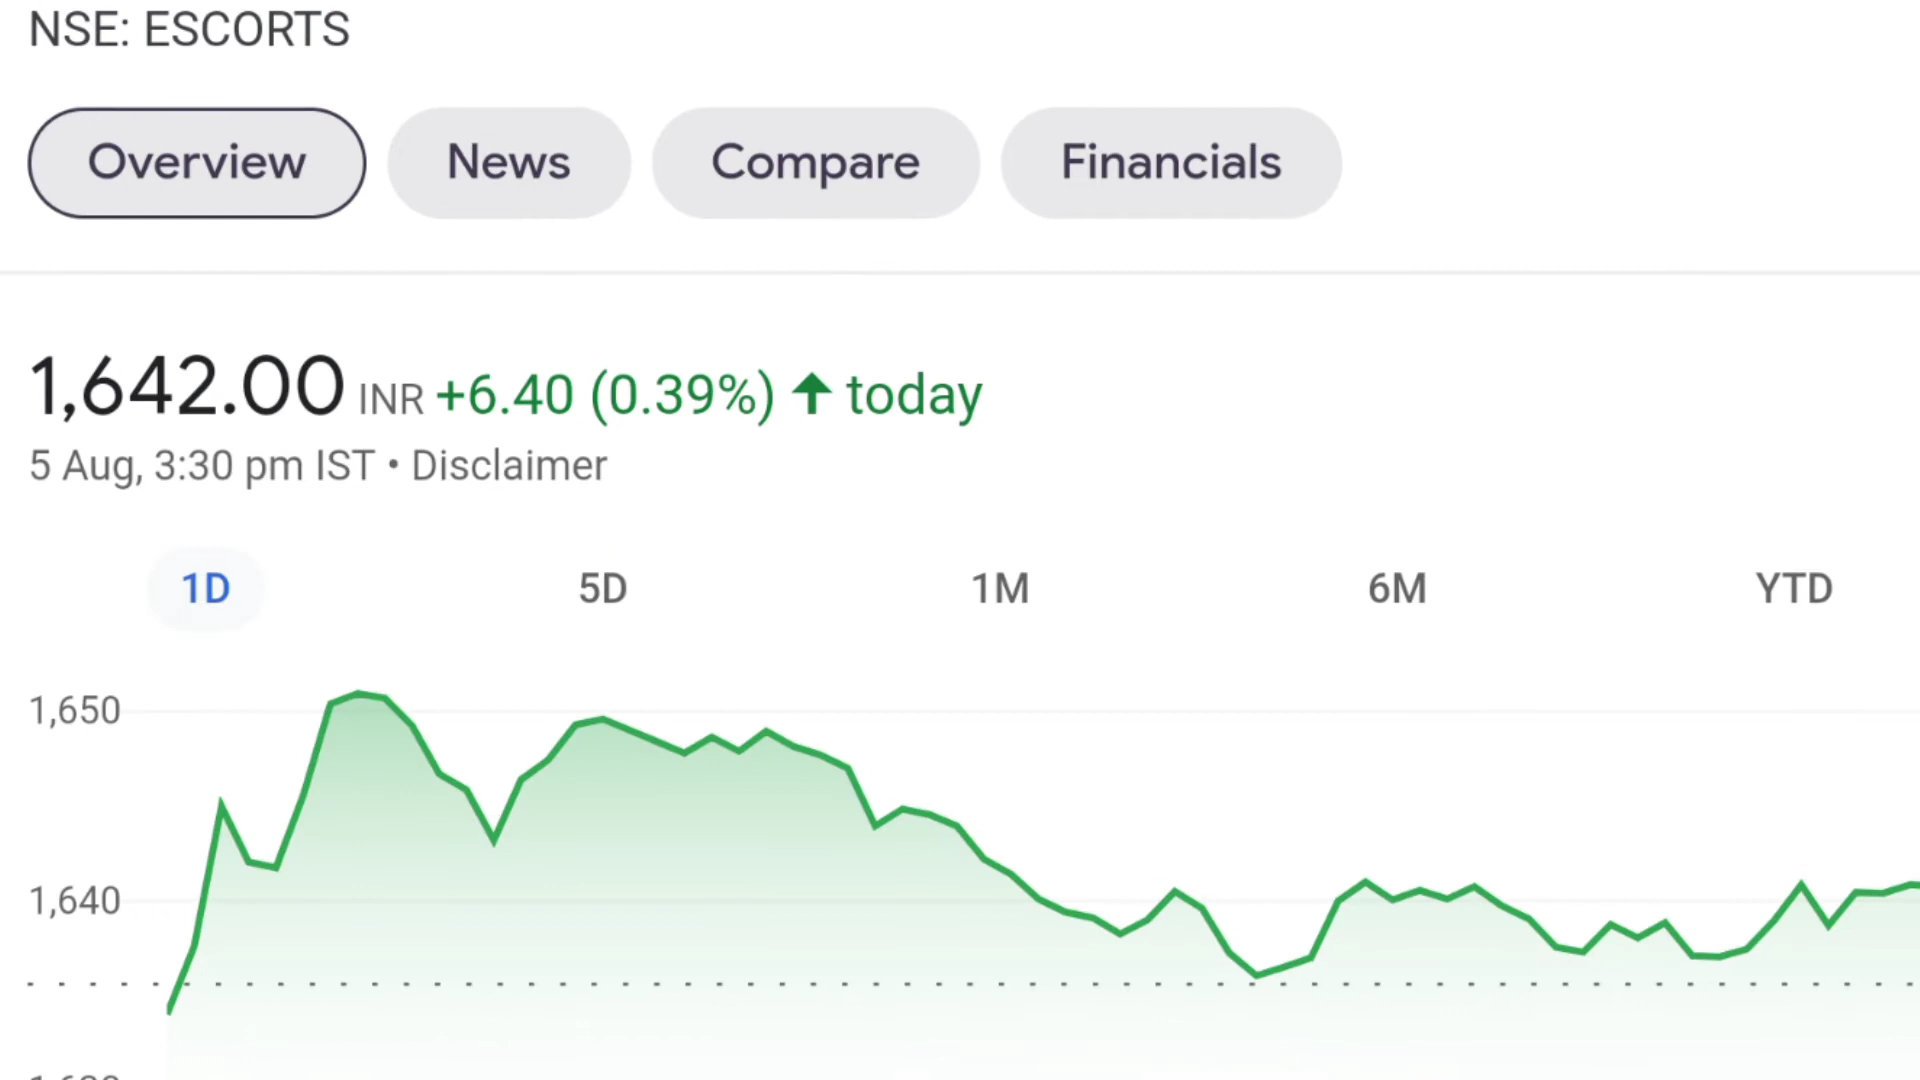 NSE: ESCORTS
Overview News Compare Financials
1,642.00 INR +6.40 (0.39%) ↑ today
5 Aug, 3:30 pm IST • Disclaimer
1D 5D 1M 6M YTD
1,650
1,640